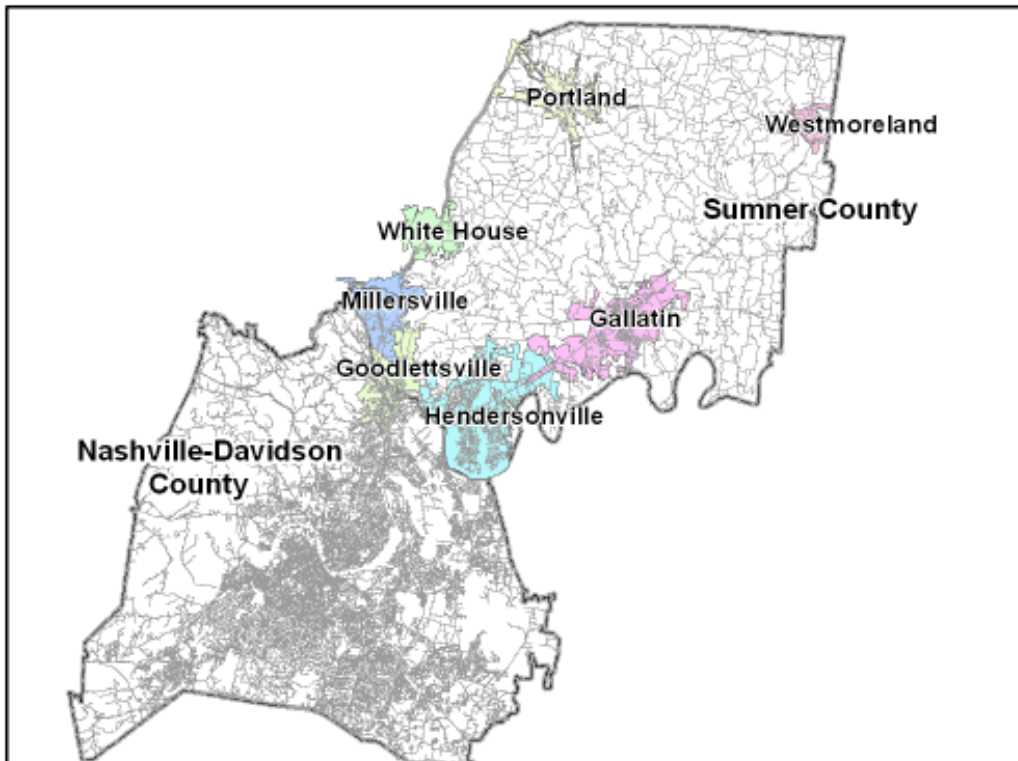 Portland
Westmoreland
Sumner County
White House
Millersville
Gallatin
Goodlettsville
Hendersonville
Nashville-Davidson
County